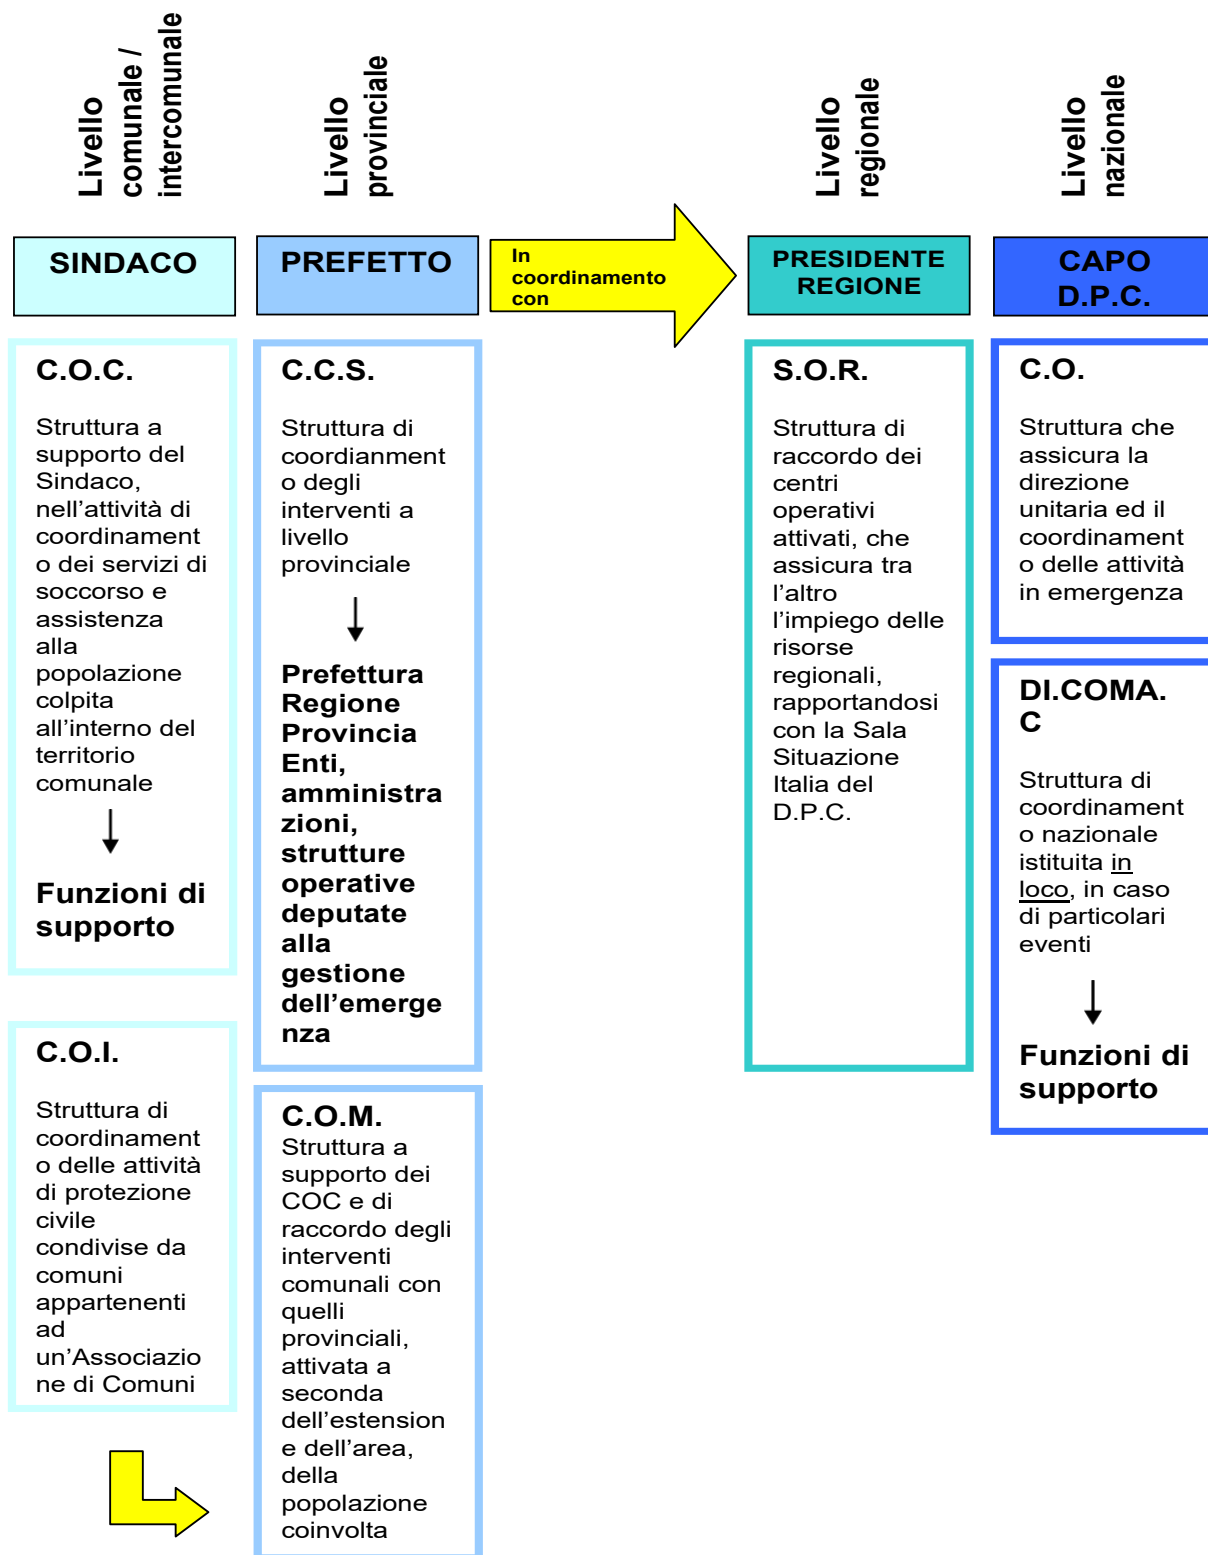 Livello
comunale /
intercomunale
Livello
provinciale
Livello
regionale
Livello
nazionale
SINDACO
PREFETTO
In
coordinamento
con
PRESIDENTE
REGIONE
CAPO
D.P.C.
C.O.C.
Struttura a
supporto del
Sindaco,
nell’attività di
coordinament
o dei servizi di
soccorso e
assistenza
alla
popolazione
colpita
all’interno del
territorio
comunale
Funzioni di
supporto
C.O.I.
Struttura di
coordinament
o delle attività
di protezione
civile
condivise da
comuni
appartenenti
ad
un’Associazio
ne di Comuni
C.C.S.
Struttura di
coordianment
o degli
interventi a
livello
provinciale
Prefettura
Regione
Provincia
Enti,
amministra
zioni,
strutture
operative
deputate
alla
gestione
dell’emerge
nza
C.O.M.
Struttura a
supporto dei
COC e di
raccordo degli
interventi
comunali con
quelli
provinciali,
attivata a
seconda
dell’estension
e dell’area,
della
popolazione
coinvolta
S.O.R.
Struttura di
raccordo dei
centri
operativi
attivati, che
assicura tra
l’altro
l’impiego delle
risorse
regionali,
rapportandosi
con la Sala
Situazione
Italia del
D.P.C.
C.O.
Struttura che
assicura la
direzione
unitaria ed il
coordinament
o delle attività
in emergenza
DI.COMA.
C
Struttura di
coordinament
o nazionale
istituita in
loco, in caso
di particolari
eventi
Funzioni di
supporto